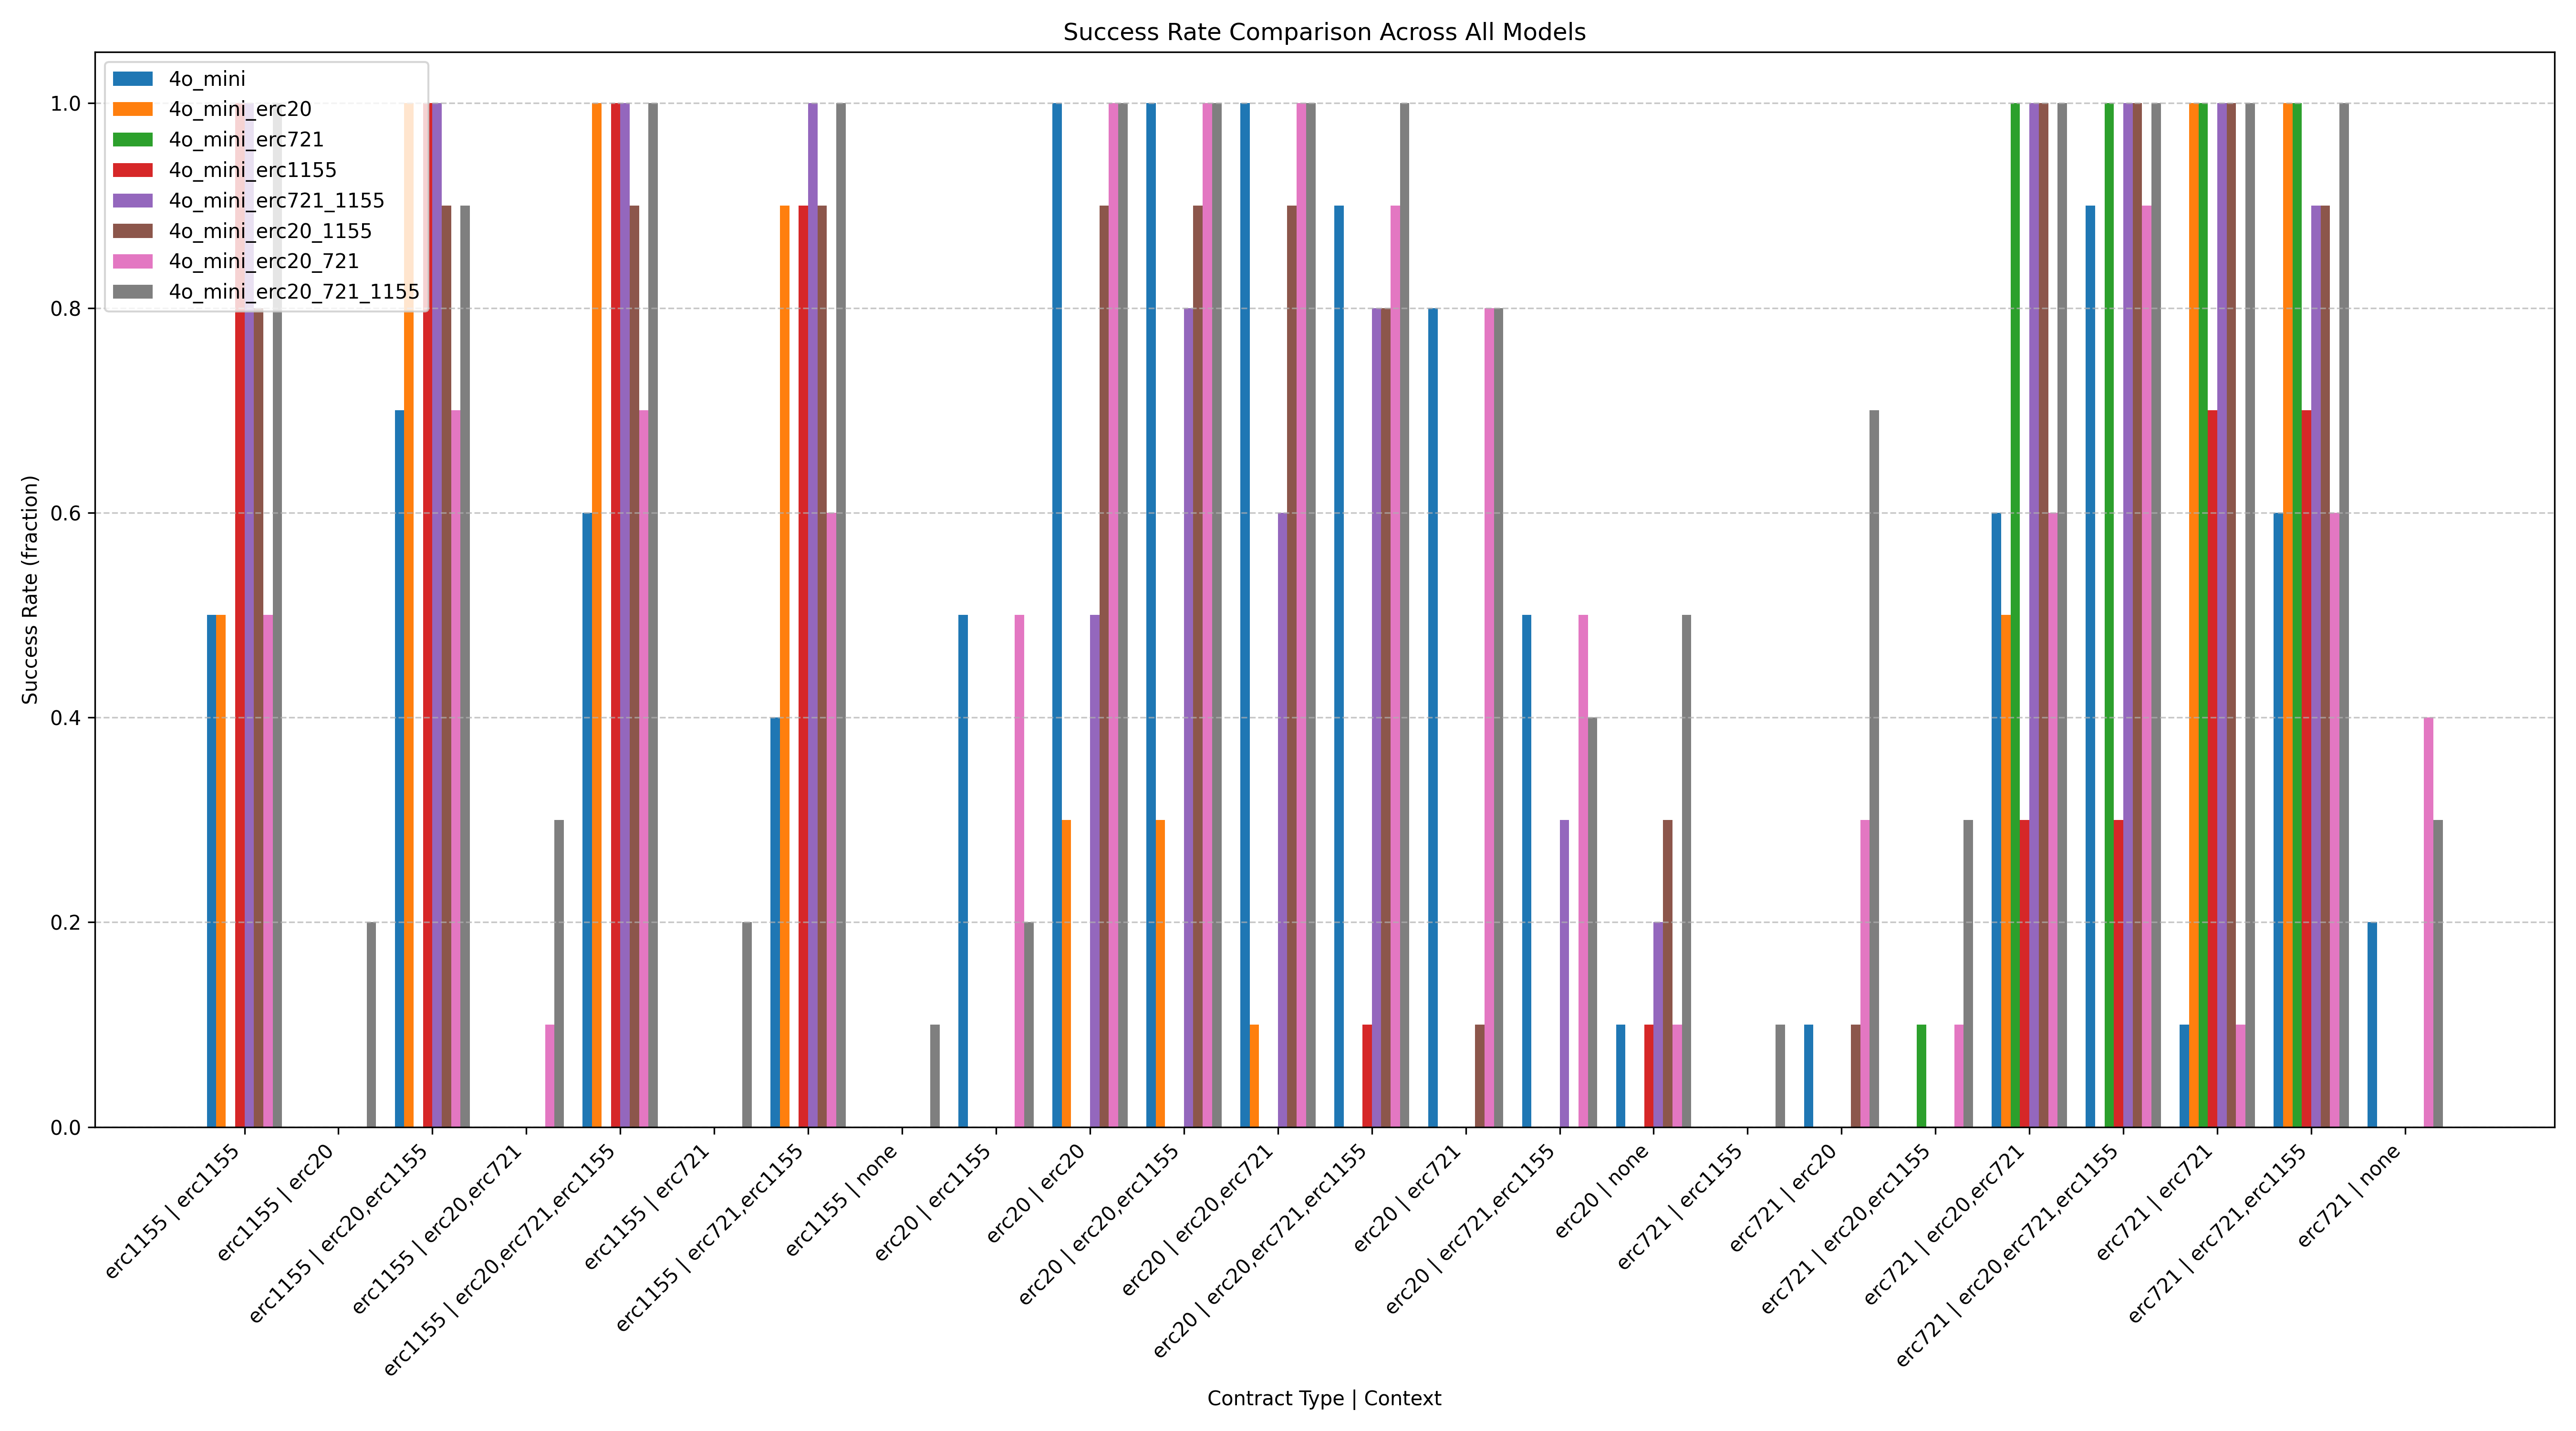 Success Rate Comparison Across All Models
4o_mini
4o_mini_erc20
4o_mini_erc721
4o_mini_erc1155
4o_mini_erc721_1155
4o_mini_erc20_1155
4o_mini_erc20_721
4o_mini_erc20_721_1155
Success Rate (fraction)
1.0
0.8
0.6
0.4
0.2
0.0
erc1155 | erc1155
erc1155 | erc20
erc1155 | erc20,erc1155
erc1155 | erc20,erc721
erc1155 | erc20,erc721,erc1155
erc1155 | erc721
erc1155 | erc721,erc1155
erc1155 | none
erc20 | erc1155
erc20 | erc20
erc20 | erc20,erc1155
erc20 | erc20,erc721
erc20 | erc20,erc721,erc1155
erc20 | erc721
erc20 | erc721,erc1155
erc20 | none
erc721 | erc1155
erc721 | erc20
erc721 | erc20,erc1155
erc721 | erc20,erc721
erc721 | erc20,erc721,erc1155
erc721 | erc721
erc721 | erc721,erc1155
erc721 | none
Contract Type | Context